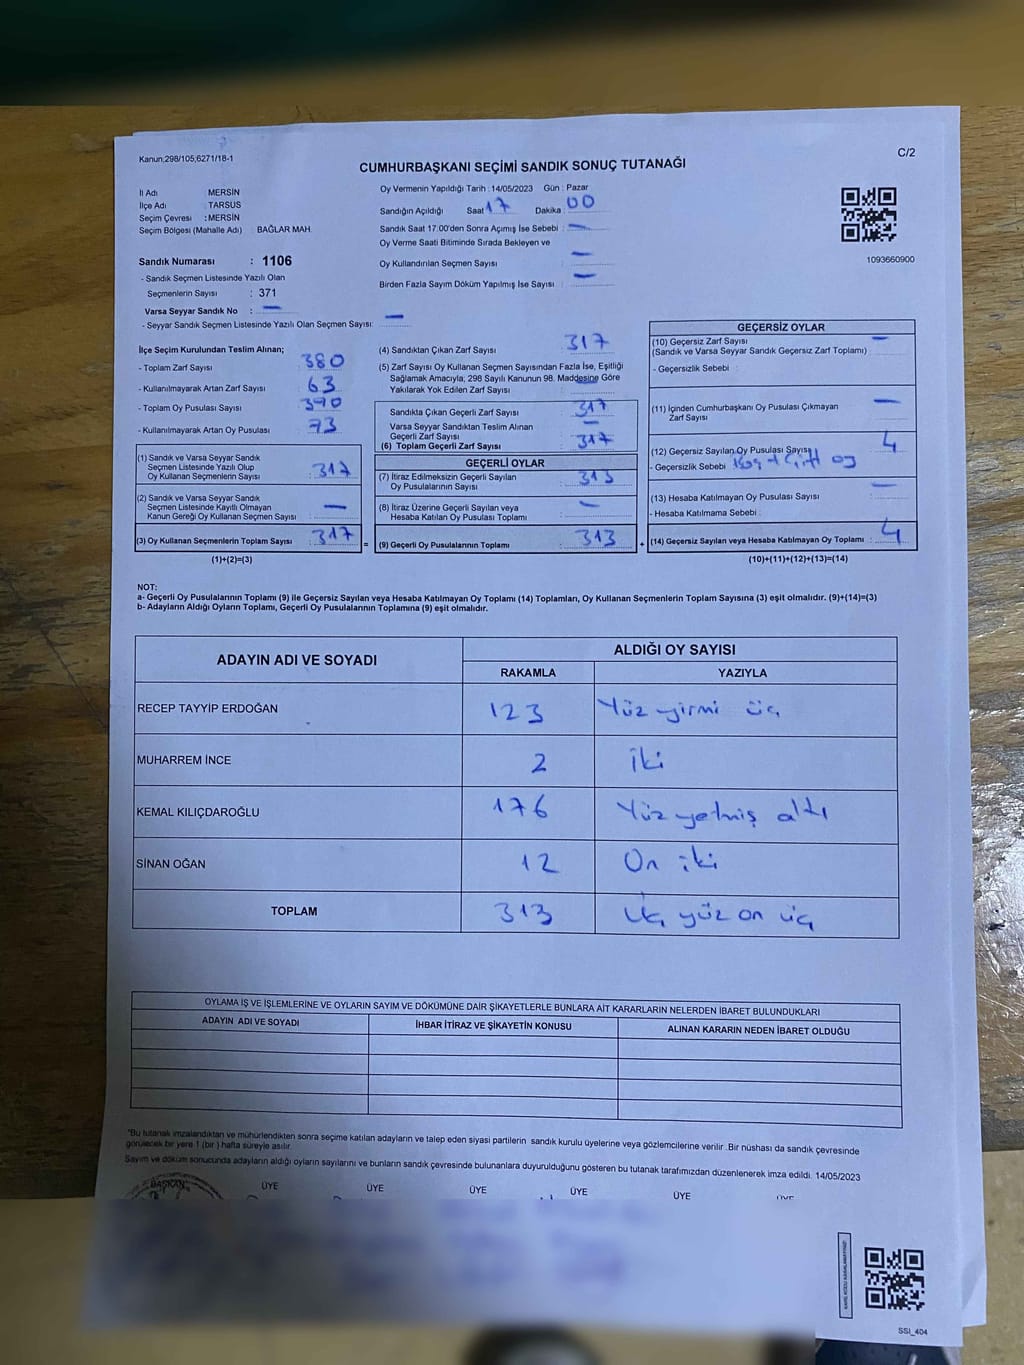 Kanun,298/105,6271/18-1
C/2
CUMHURBAŞKANI SEÇİMİ SANDIK SONUÇ TUTANAĞI
İl Adı : MERSİN
İlçe Adı : TARSUS
Seçim Çevresi : MERSİN
Seçim Bölgesi (Mahalle Adı) BAĞLAR MAH.
Sandık Numarası : 1106
- Sandık Seçmen Listesinde Yazılı Olan
Seçmenlerin Sayısı : 371
Varsa Seyyar Sandık No : —
- Seyyar Sandık Seçmen Listesinde Yazılı Olan Seçmen Sayısı: —
Oy Vermenin Yapıldığı Tarih : 14/05/2023 Gün : Pazar
Sandığın Açıldığı Saat 17 Dakika 00
Sandık Saat 17:00'den Sonra Açımış İse Sebebi : —
Oy Verme Saati Bitiminde Sırada Bekleyen ve
Oy Kullandırılan Seçmen Sayısı : —
Birden Fazla Sayım Döküm Yapılmış İse Sayısı : —
1093660900
İlçe Seçim Kurulundan Teslim Alınan;
- Toplam Zarf Sayısı : 380
- Kullanılmayarak Artan Zarf Sayısı : 63
- Toplam Oy Pusulası Sayısı : 390
- Kullanılmayarak Artan Oy Pusulası : 73
(1) Sandık ve Varsa Seyyar Sandık
Seçmen Listesinde Yazılı Olup
Oy Kullanan Seçmenlerin Sayısı : 317
(2) Sandık ve Varsa Seyyar Sandık
Seçmen Listesinde Kayıtlı Olmayan
Kanun Gereği Oy Kullanan Seçmen Sayısı : —
(3) Oy Kullanan Seçmenlerin Toplam Sayısı : 317
(1)+(2)=(3)
=
(4) Sandıktan Çıkan Zarf Sayısı : 317
(5) Zarf Sayısı Oy Kullanan Seçmen Sayısından Fazla İse, Eşitliği
Sağlamak Amacıyla, 298 Sayılı Kanunun 98. Maddesine Göre
Yakılarak Yok Edilen Zarf Sayısı : —
Sandıkta Çıkan Geçerli Zarf Sayısı : 317
Varsa Seyyar Sandıktan Teslim Alınan
Geçerli Zarf Sayısı : —
(6) Toplam Geçerli Zarf Sayısı : 317
GEÇERLİ OYLAR
(7) İtiraz Edilmeksizin Geçerli Sayılan
Oy Pusulalarının Sayısı : 313
(8) İtiraz Üzerine Geçerli Sayılan veya
Hesaba Katılan Oy Pusulası Toplamı : —
(9) Geçerli Oy Pusulalarının Toplamı : 313
+
GEÇERSİZ OYLAR
(10) Geçersiz Zarf Sayısı : —
(Sandık ve Varsa Seyyar Sandık Geçersiz Zarf Toplamı)
- Geçersizlik Sebebi :
(11) İçinden Cumhurbaşkanı Oy Pusulası Çıkmayan
Zarf Sayısı : —
(12) Geçersiz Sayılan Oy Pusulası Sayısı : 4
- Geçersizlik Sebebi : oy
(13) Hesaba Katılmayan Oy Pusulası Sayısı : —
- Hesaba Katılmama Sebebi :
(14) Geçersiz Sayılan veya Hesaba Katılmayan Oy Toplamı : 4
(10)+(11)+(12)+(13)=(14)
NOT:
a- Geçerli Oy Pusulalarının Toplamı (9) ile Geçersiz Sayılan veya Hesaba Katılmayan Oy Toplamı (14) Toplamları, Oy Kullanan Seçmenlerin Toplam Sayısına (3) eşit olmalıdır. (9)+(14)=(3)
b- Adayların Aldığı Oyların Toplamı, Geçerli Oy Pusulalarının Toplamına (9) eşit olmalıdır.
ADAYIN ADI VE SOYADI
ALDIĞI OY SAYISI
RAKAMLA YAZIYLA
RECEP TAYYİP ERDOĞAN 123 Yüz yirmi üç
MUHARREM İNCE 2 iki
KEMAL KILIÇDAROĞLU 176 Yüz yetmiş altı
SİNAN OĞAN 12 On iki
TOPLAM 313 Üç yüz on üç
OYLAMA İŞ VE İŞLEMLERİNE VE OYLARIN SAYIM VE DÖKÜMÜNE DAİR ŞİKAYETLERLE BUNLARA AİT KARARLARIN NELERDEN İBARET BULUNDUKLARI
ADAYIN ADI VE SOYADI İHBAR İTİRAZ VE ŞİKAYETİN KONUSU ALINAN KARARIN NEDEN İBARET OLDUĞU
*Bu tutanak imzalandıktan ve mühürlendikten sonra seçime katılan adayların ve talep eden siyasi partilerin sandık kurulu üyelerine veya gözlemcilerine verilir .Bir nüshası da sandık çevresinde
görülecek bir yere 1 (bir ) hafta süreyle asılır.
Sayım ve döküm sonucunda adayların aldığı oyların sayılarını ve bunların sandık çevresinde bulunanlara duyurulduğunu gösteren bu tutanak tarafımızdan düzenlenerek imza edildi. 14/05/2023
BAŞKAN ÜYE ÜYE ÜYE ÜYE ÜYE ÜYE
SSI_404